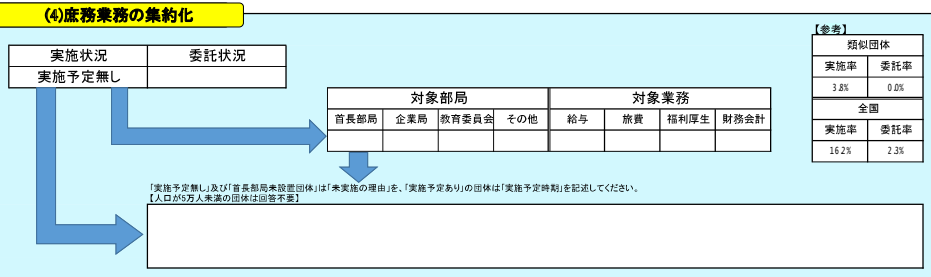 (4)庶務業務の集約化
【参考】
実施状況 委託状況
実施予定無し
類似団体
実施率 委託率
3.8% 0.0%
全国
実施率 委託率
16.2% 2.3%
対象部局 対象業務
首長部局 企業局 教育委員会 その他 給与 旅費 福利厚生 財務会計
「実施予定無し」及び「首長部局未設置団体」は「未実施の理由」を、「実施予定あり」の団体は「実施予定時期」を記述してください。
【人口が5万人未満の団体は回答不要】